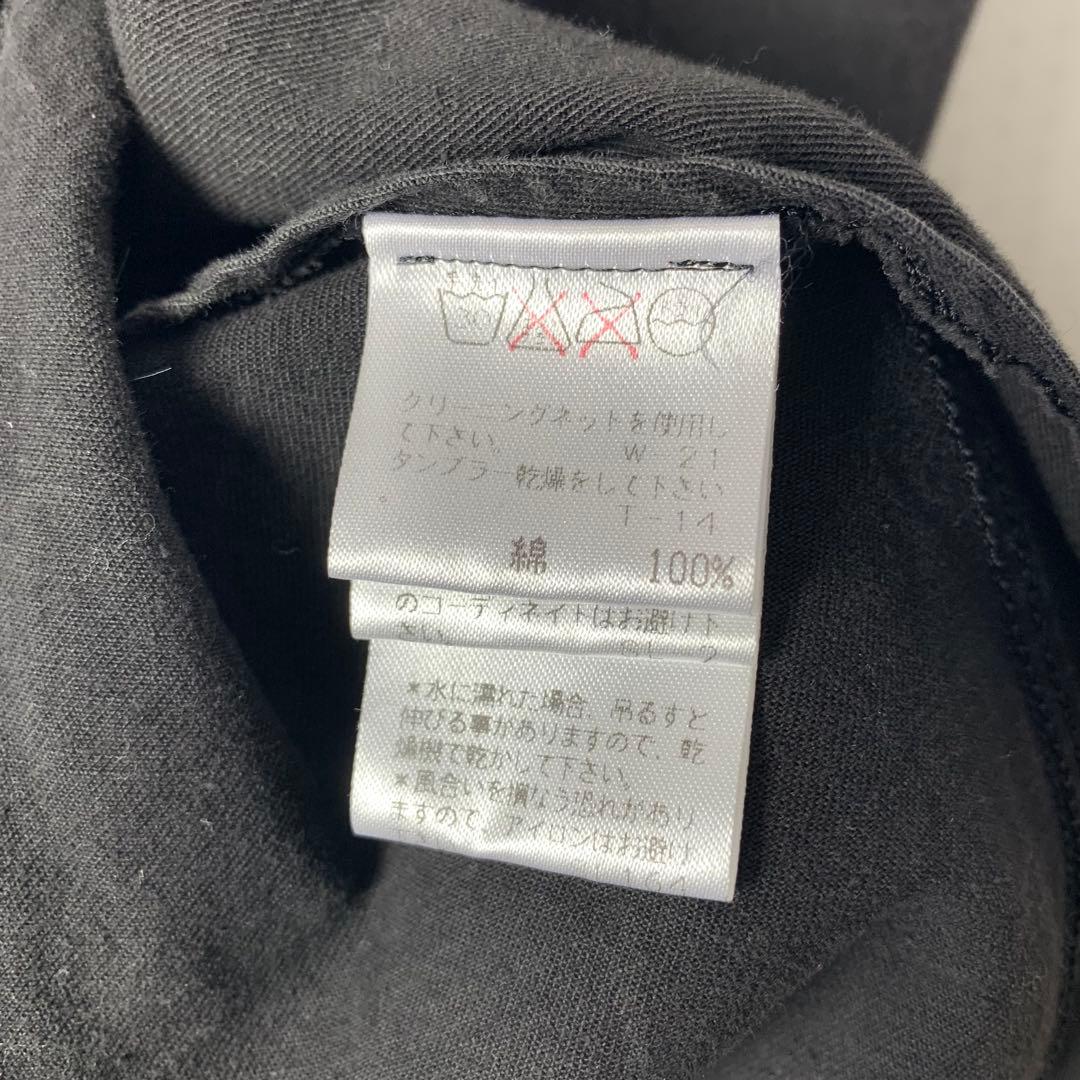 30
クリーニングネットを使用し
て下さい。 W-21
タンブラー乾燥をして下さい
。 T-14
綿 100%
のコーディネイトはお避け下
さい。
*水に濡れた場合、吊るすと
伸びる事がありますので、乾
燥機で乾かして下さい。
*風合いを損なう恐れがあり
ますので、アイロンはお避け